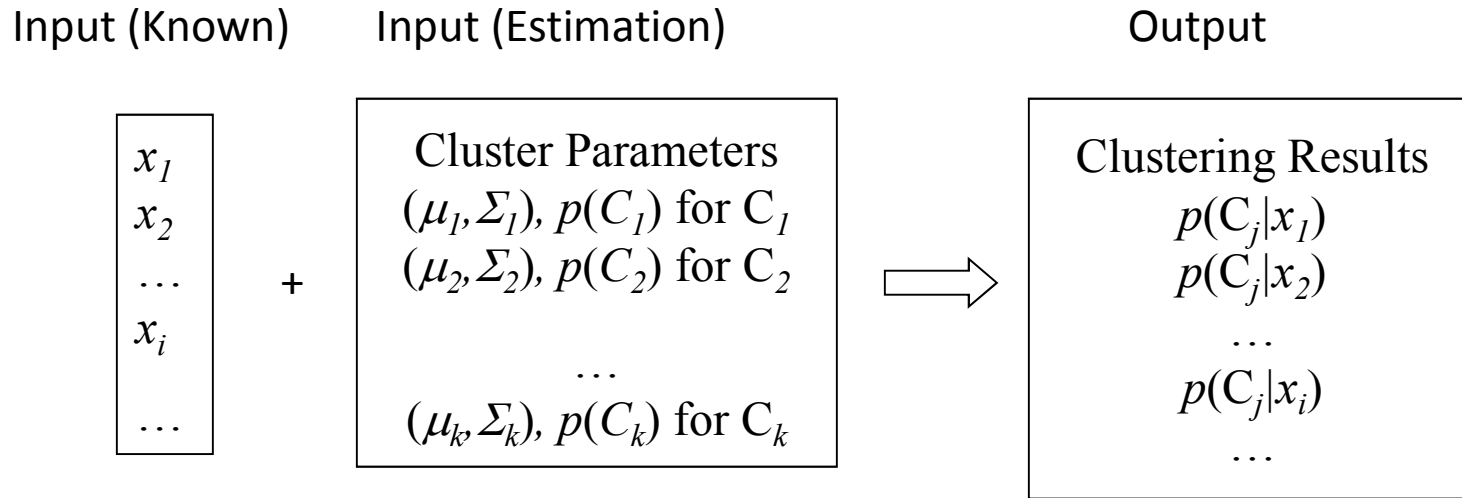 Input (Known)
Input (Estimation)
Output
x1
x2
…
xi
…
+
Cluster Parameters
(μ1,Σ1), p(C1) for C1
(μ2,Σ2), p(C2) for C2
…
(μk,Σk), p(Ck) for Ck
Clustering Results
p(Cj|x1)
p(Cj|x2)
…
p(Cj|xi)
…